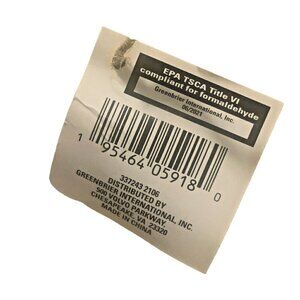 EPA TSCA Title VI
compliant for formaldehyde
Greenbrier International, Inc.
06/2021
1 95464 05918 0
337243 2106
DISTRIBUTED BY
GREENBRIER INTERNATIONAL, INC.
500 VOLVO PARKWAY
CHESAPEAKE, VA 23320
MADE IN CHINA